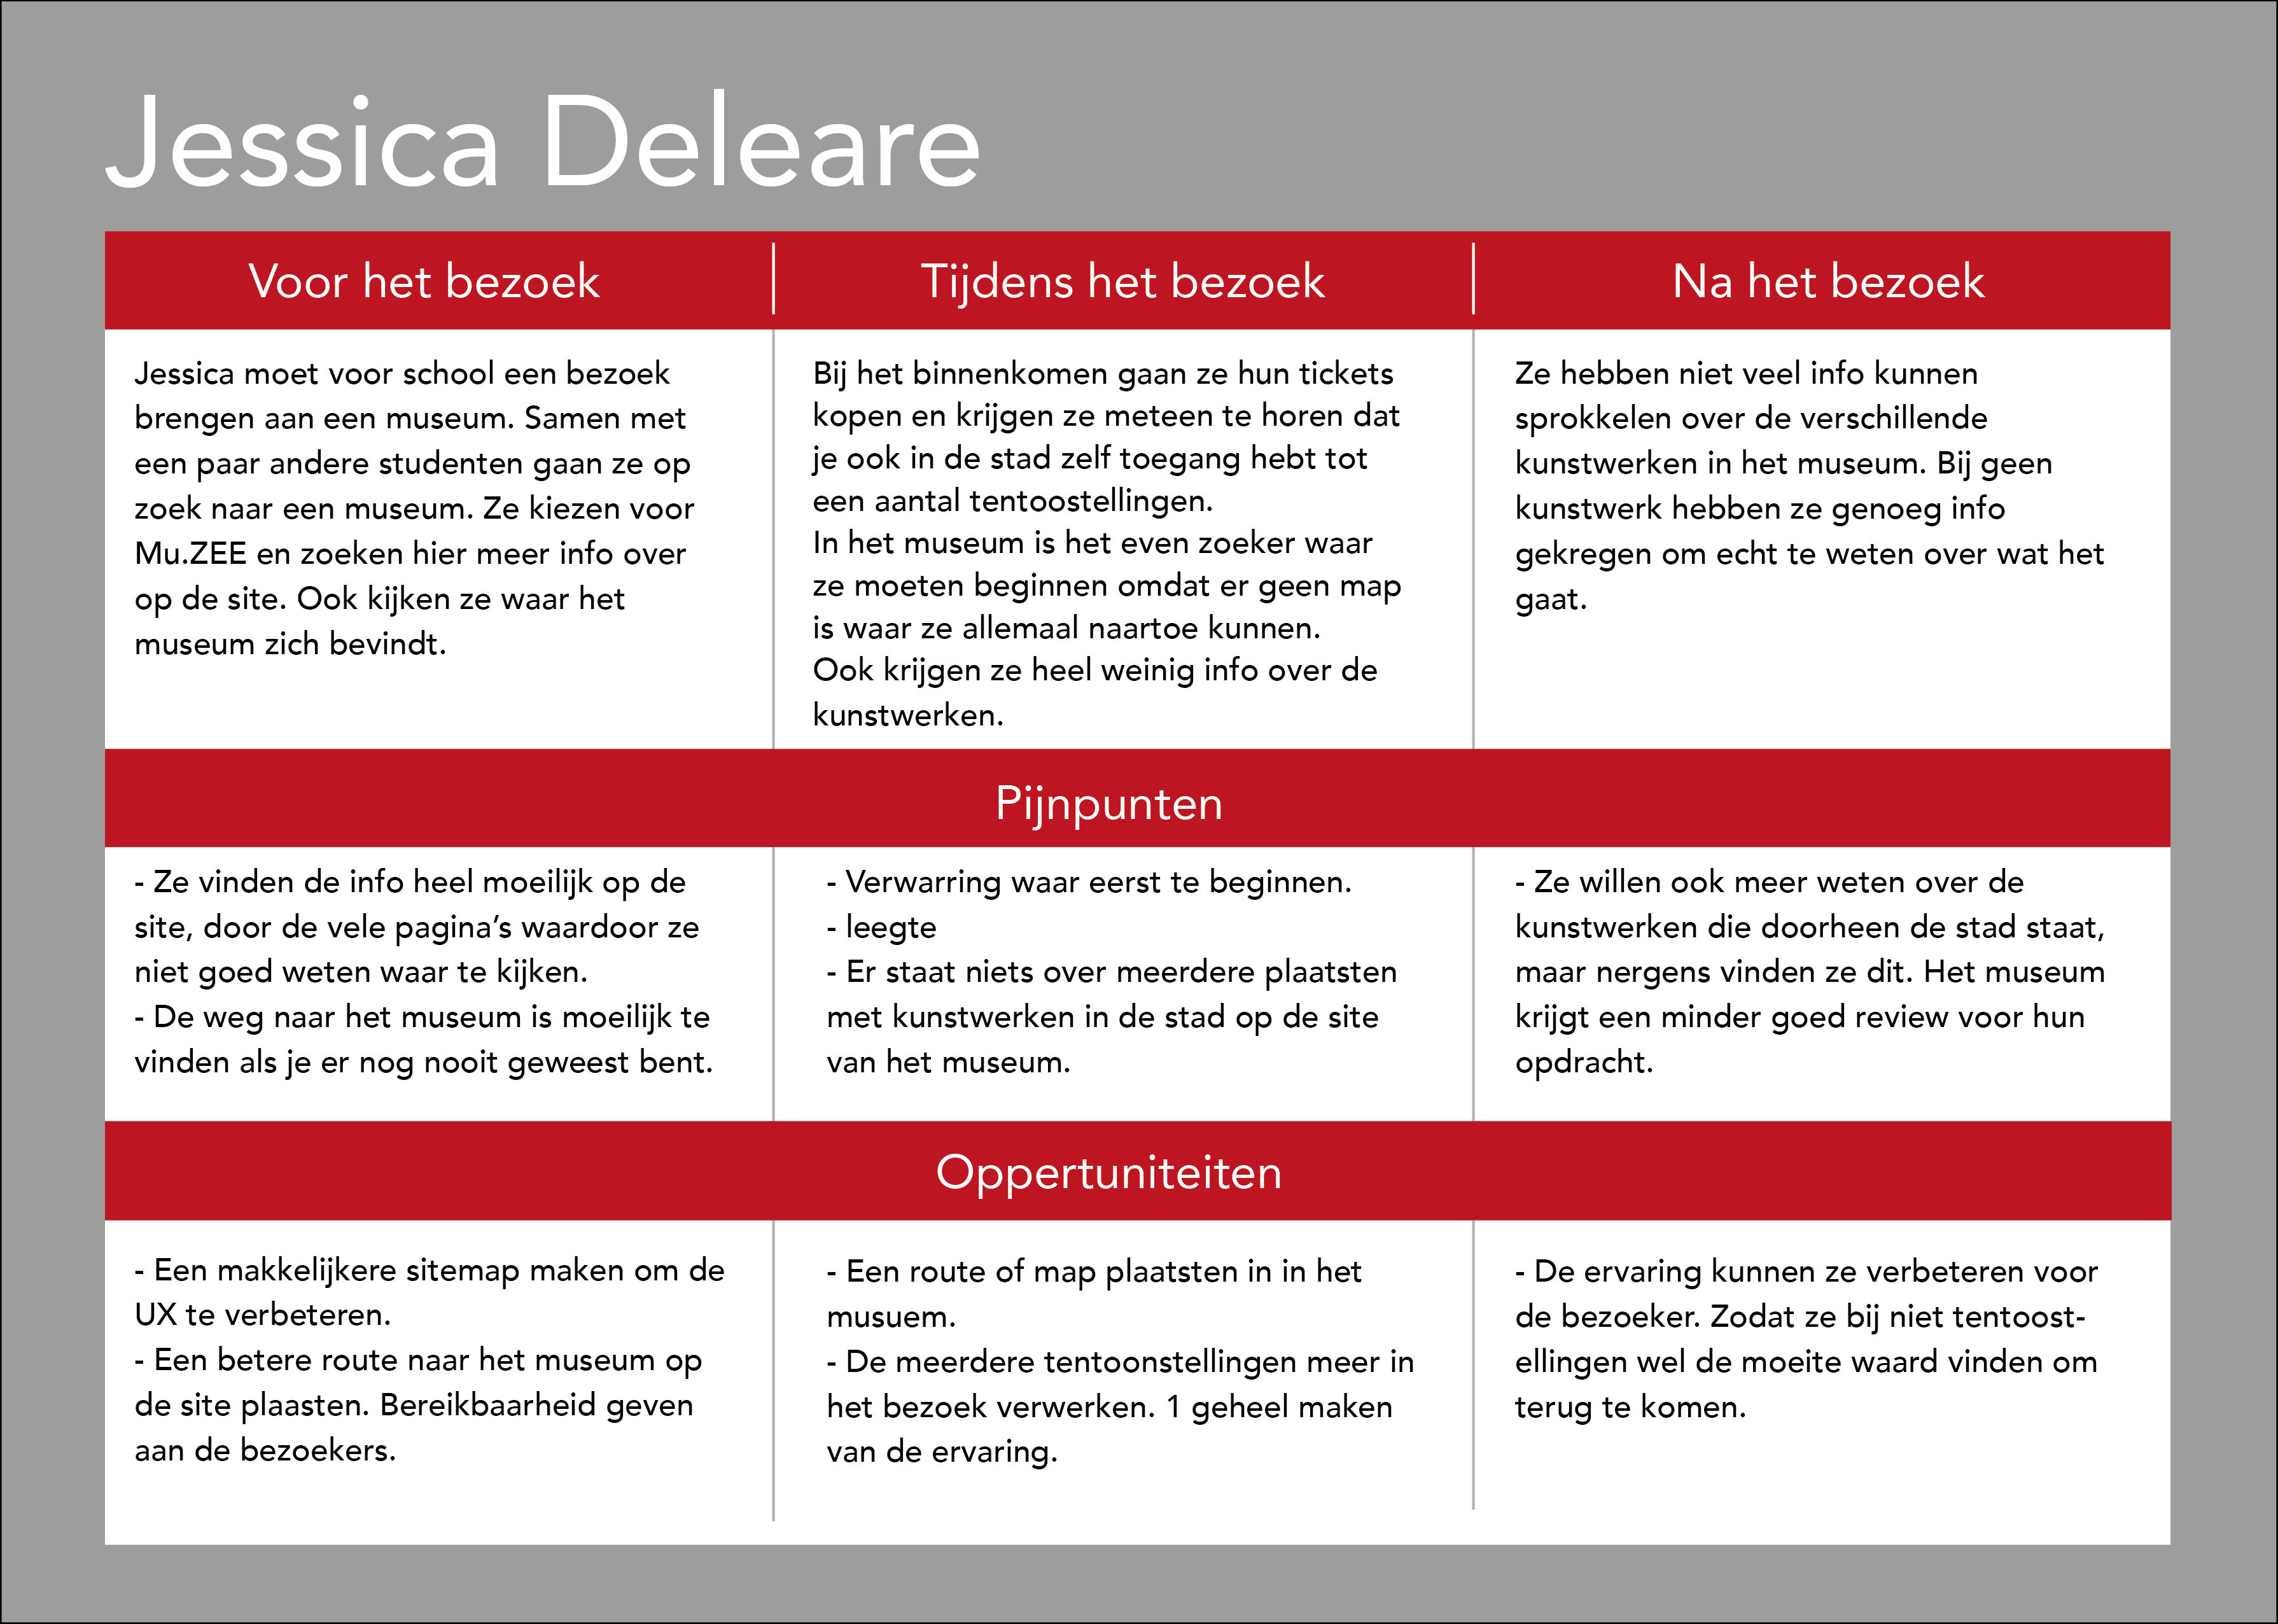 Jessica Deleare
Voor het bezoek
Tijdens het bezoek
Na het bezoek
Jessica moet voor school een bezoek
brengen aan een museum. Samen met
een paar andere studenten gaan ze op
zoek naar een museum. Ze kiezen voor
Mu.ZEE en zoeken hier meer info over
op de site. Ook kijken ze waar het
museum zich bevindt.
Bij het binnenkomen gaan ze hun tickets
kopen en krijgen ze meteen te horen dat
je ook in de stad zelf toegang hebt tot
een aantal tentoostellingen.
In het museum is het even zoeker waar
ze moeten beginnen omdat er geen map
is waar ze allemaal naartoe kunnen.
Ook krijgen ze heel weinig info over de
kunstwerken.
Ze hebben niet veel info kunnen
sprokkelen over de verschillende
kunstwerken in het museum. Bij geen
kunstwerk hebben ze genoeg info
gekregen om echt te weten over wat het
gaat.
Pijnpunten
- Ze vinden de info heel moeilijk op de
site, door de vele pagina’s waardoor ze
niet goed weten waar te kijken.
- De weg naar het museum is moeilijk te
vinden als je er nog nooit geweest bent.
- Verwarring waar eerst te beginnen.
- leegte
- Er staat niets over meerdere plaatsten
met kunstwerken in de stad op de site
van het museum.
- Ze willen ook meer weten over de
kunstwerken die doorheen de stad staat,
maar nergens vinden ze dit. Het museum
krijgt een minder goed review voor hun
opdracht.
Oppertuniteiten
- Een makkelijkere sitemap maken om de
UX te verbeteren.
- Een betere route naar het museum op
de site plaasten. Bereikbaarheid geven
aan de bezoekers.
- Een route of map plaatsten in in het
musuem.
- De meerdere tentoonstellingen meer in
het bezoek verwerken. 1 geheel maken
van de ervaring.
- De ervaring kunnen ze verbeteren voor
de bezoeker. Zodat ze bij niet tentoost-
ellingen wel de moeite waard vinden om
terug te komen.